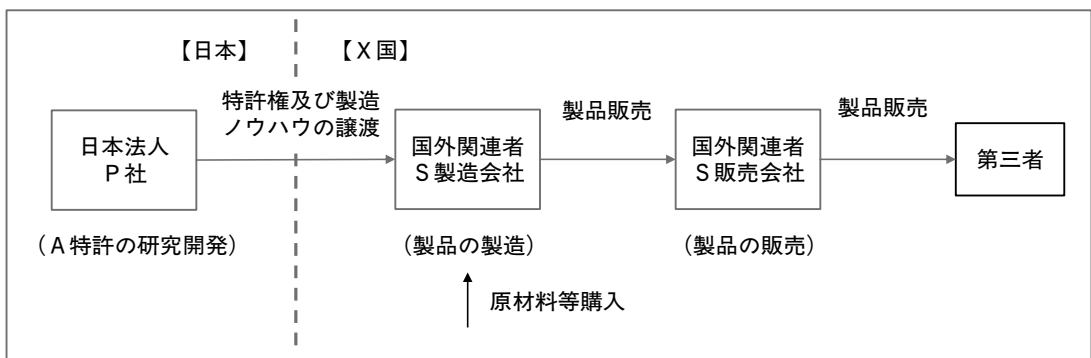 【日本】
【X国】
特許権及び製造
ノウハウの譲渡
製品販売
製品販売
日本法人
P社
国外関連者
S製造会社
国外関連者
S販売会社
第三者
(A特許の研究開発)
(製品の製造)
(製品の販売)
原材料等購入